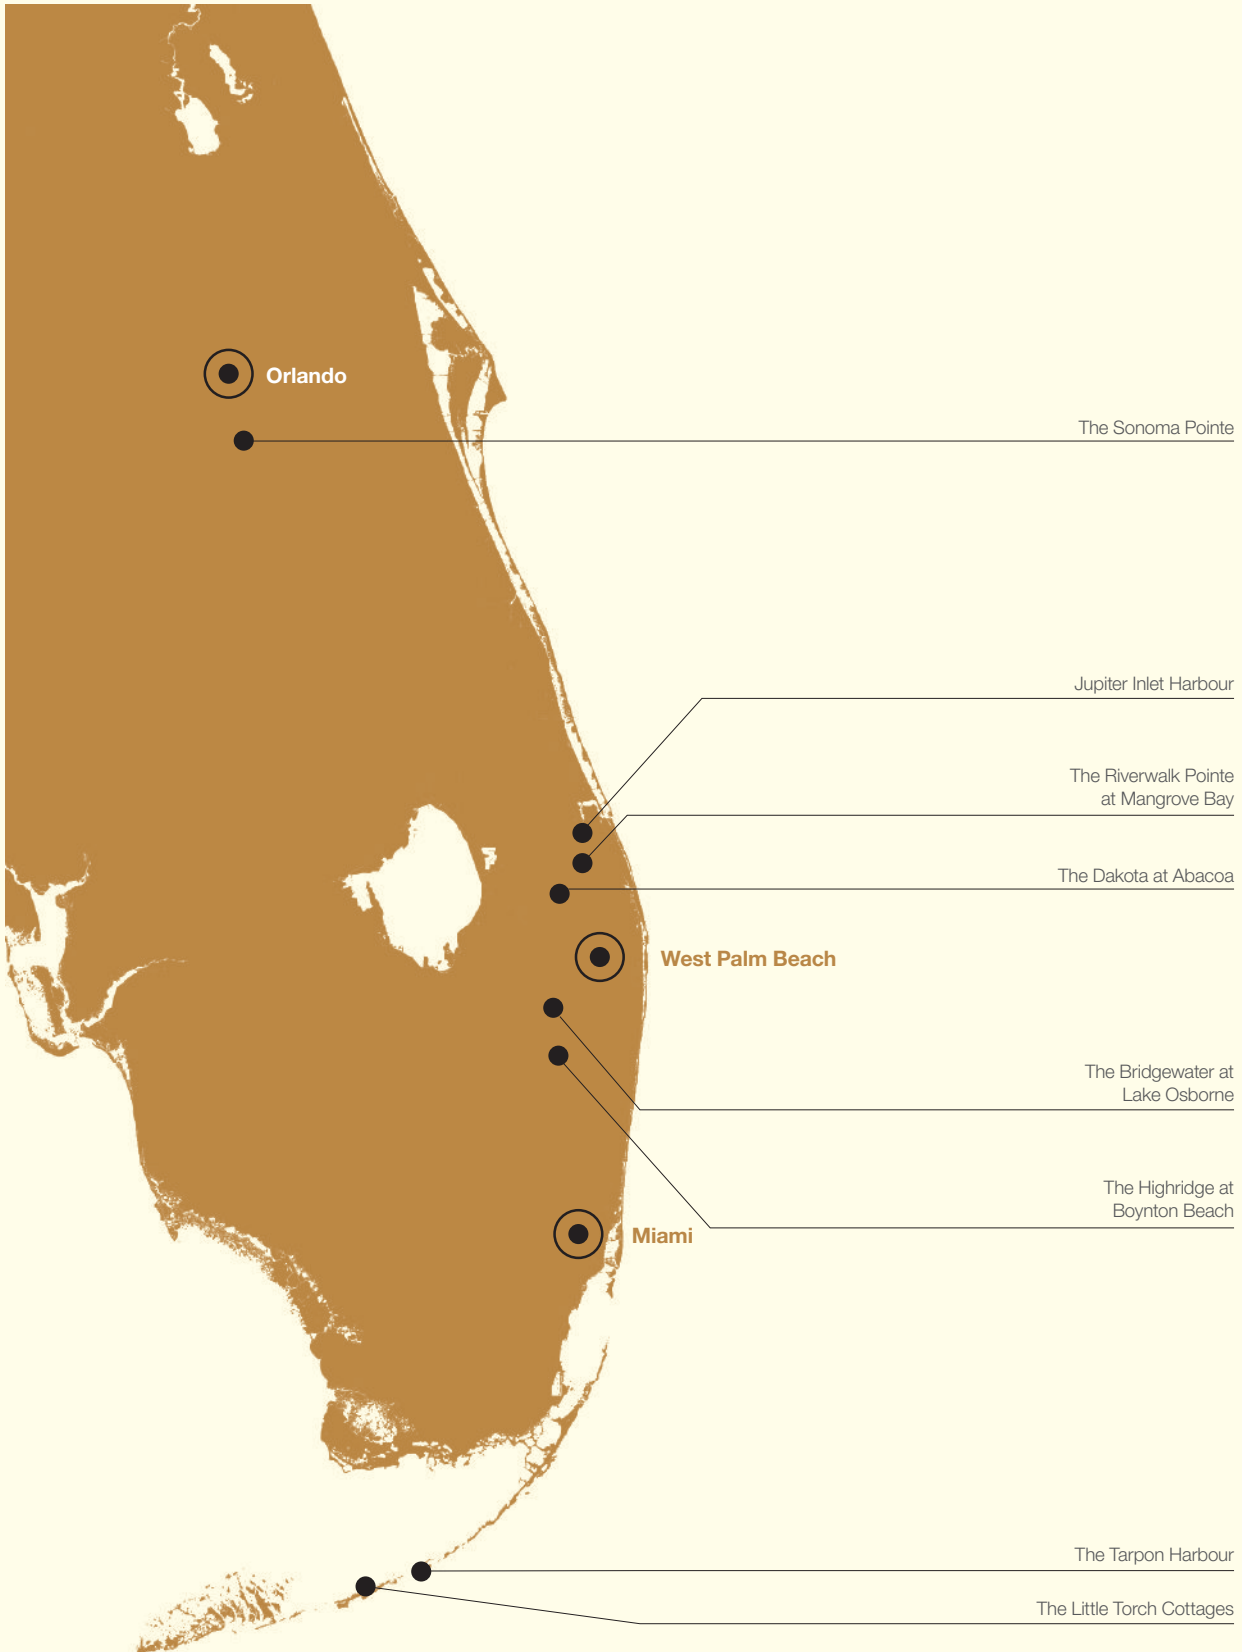 Orlando
The Sonoma Pointe
Jupiter Inlet Harbour
The Riverwalk Pointe
at Mangrove Bay
The Dakota at Abacoa
West Palm Beach
The Bridgewater at
Lake Osborne
The Highridge at
Boynton Beach
Miami
The Tarpon Harbour
The Little Torch Cottages